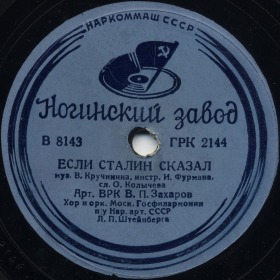 НАРКОММАШ СССР
Ногинский завод
В 8143 ГРК 2144
ЕСЛИ СТАЛИН СКАЗАЛ
муз. В. Кручинина, инстр. И. Фурмана,
сл. О. Колычева
Арт. ВРК В. П. Захаров
Хор и орк. Моск. Госфилармонии
п/у Нар. арт. СССР
Л. П. Штейнберга